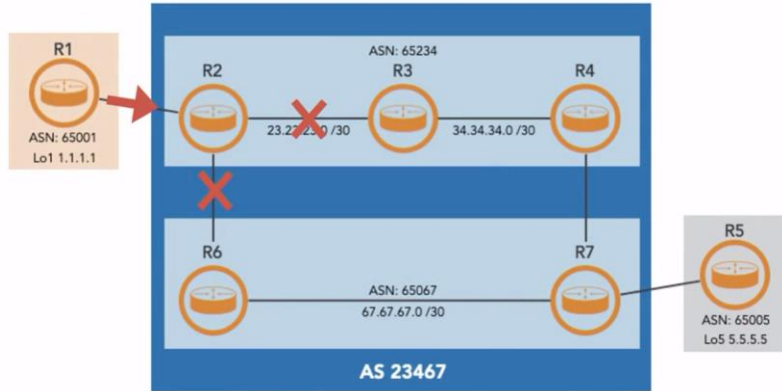 ASN: 65234
R1
R2
R3
R4
ASN: 65001
Lo1 1.1.1.1
34.34.34.0 /30
R6
R7
R5
ASN: 65067
67.67.67.0 /30
ASN: 65005
Lo5 5.5.5.5
AS 23467